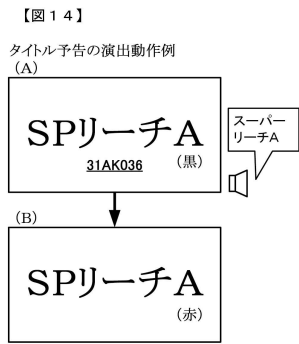 【図１４】
タイトル予告の演出動作例
（A）
SPリーチA
31AK036
（黒）
スーパー
リーチA
（B）
SPリーチA
（赤）